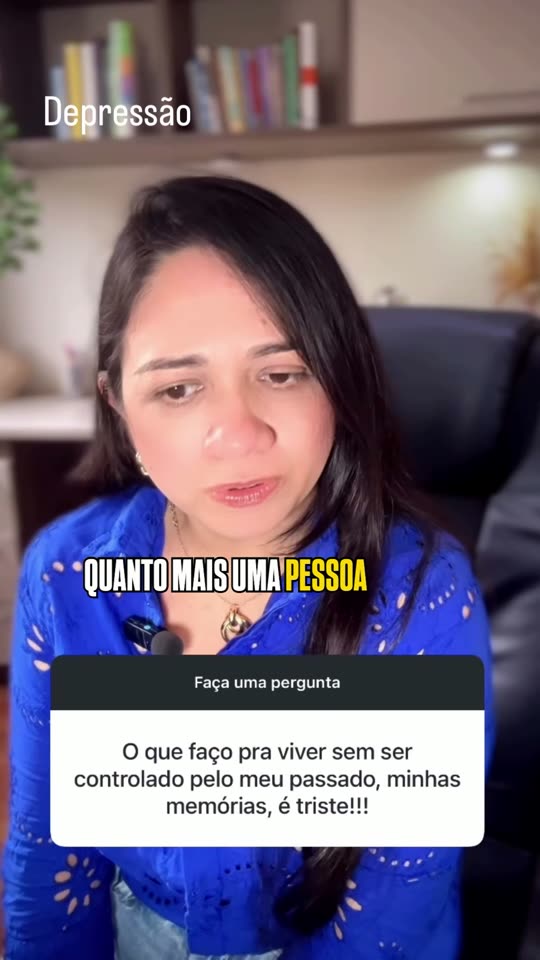 Depressão
QUANTO MAIS UMA PESSOA
Faça uma pergunta
O que faço pra viver sem ser
controlado pelo meu passado, minhas
memórias, é triste!!!